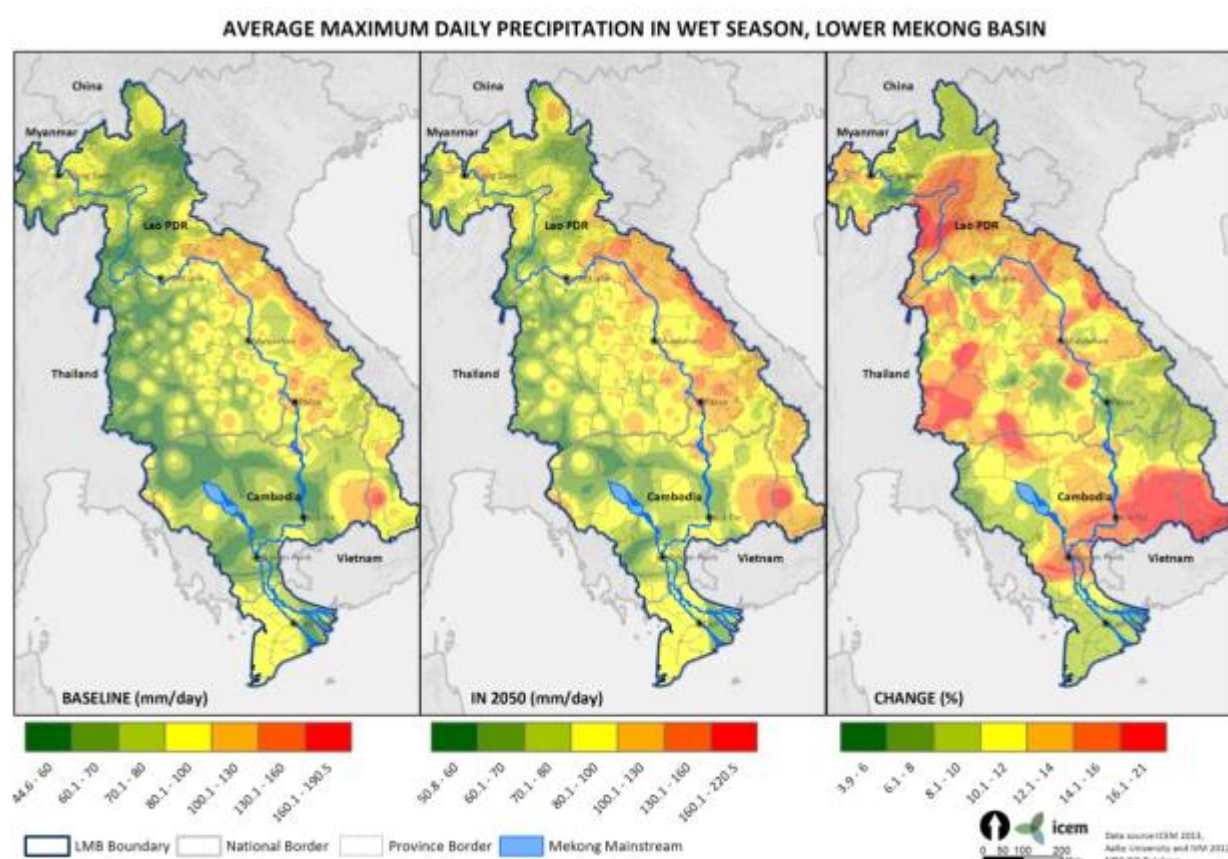 AVERAGE MAXIMUM DAILY PRECIPITATION IN WET SEASON, LOWER MEKONG BASIN
China
Myanmar
Lao PDR
Thailand
Cambodia
Vietnam
BASELINE (mm/day)
China
Myanmar
Lao PDR
Thailand
Cambodia
Vietnam
IN 2050 (mm/day)
China
Myanmar
Lao PDR
Thailand
Cambodia
Vietnam
CHANGE (%)
44.6 - 60
60.1 - 70
70.1 - 80
80.1 - 100
100.1 - 130
130.1 - 160
160.1 - 190.5
50.8 - 60
60.1 - 70
70.1 - 80
80.1 - 100
100.1 - 130
130.1 - 160
160.1 - 220.5
3.9 - 6
6.1 - 8
8.1 - 10
10.1 - 12
12.1 - 14
14.1 - 16
16.1 - 21
LMB Boundary
National Border
Province Border
Mekong Mainstream
icem
0 50 100 200
Data source: ICEM 2013,